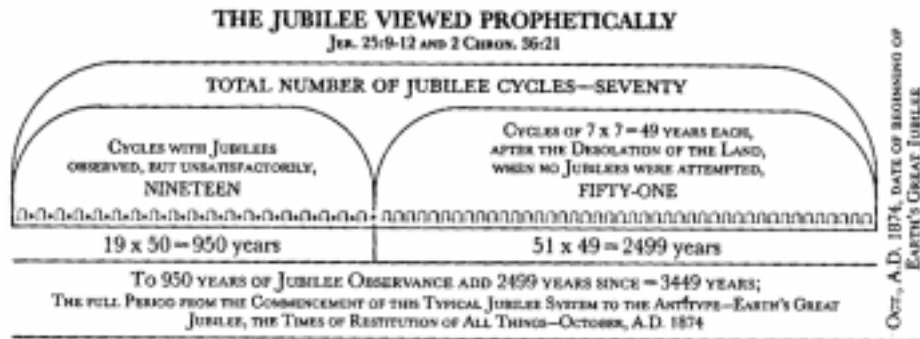 THE JUBILEE VIEWED PROPHETICALLY
JER. 25:9-12 AND 2 CHRON. 36:21
TOTAL NUMBER OF JUBILEE CYCLES—SEVENTY
CYCLES WITH JUBILEES
OBSERVED, BUT UNSATISFACTORILY,
NINETEEN
CYCLES OF 7 x 7=49 YEARS EACH,
AFTER THE DESOLATION OF THE LAND,
WHEN NO JUBILEES WERE ATTEMPTED,
FIFTY-ONE
19 x 50=950 years
51 x 49=2499 years
TO 950 YEARS OF JUBILEE OBSERVANCE ADD 2499 YEARS SINCE=3449 YEARS;
THE FULL PERIOD FROM THE COMMENCEMENT OF THIS TYPICAL JUBILEE SYSTEM TO THE ANTITYPE—EARTH'S GREAT
JUBILEE, THE TIMES OF RESTITUTION OF ALL THINGS—OCTOBER, A.D. 1874
OCT., A.D. 1874, DATE OF BEGINNING OF
EARTH'S GREAT JUBILEE